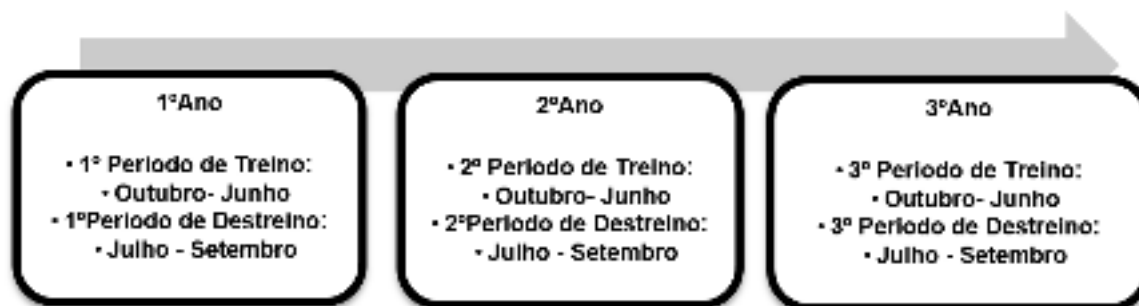 1ºAno
• 1º Periodo de Treino:
• Outubro- Junho
• 1ºPeriodo de Destreino:
• Julho - Setembro
2ºAno
• 2º Periodo de Treino:
• Outubro- Junho
• 2ºPeriodo de Destreino:
• Julho - Setembro
3ºAno
• 3º Periodo de Treino:
• Outubro- Junho
• 3º Periodo de Destreino:
• Julho - Setembro